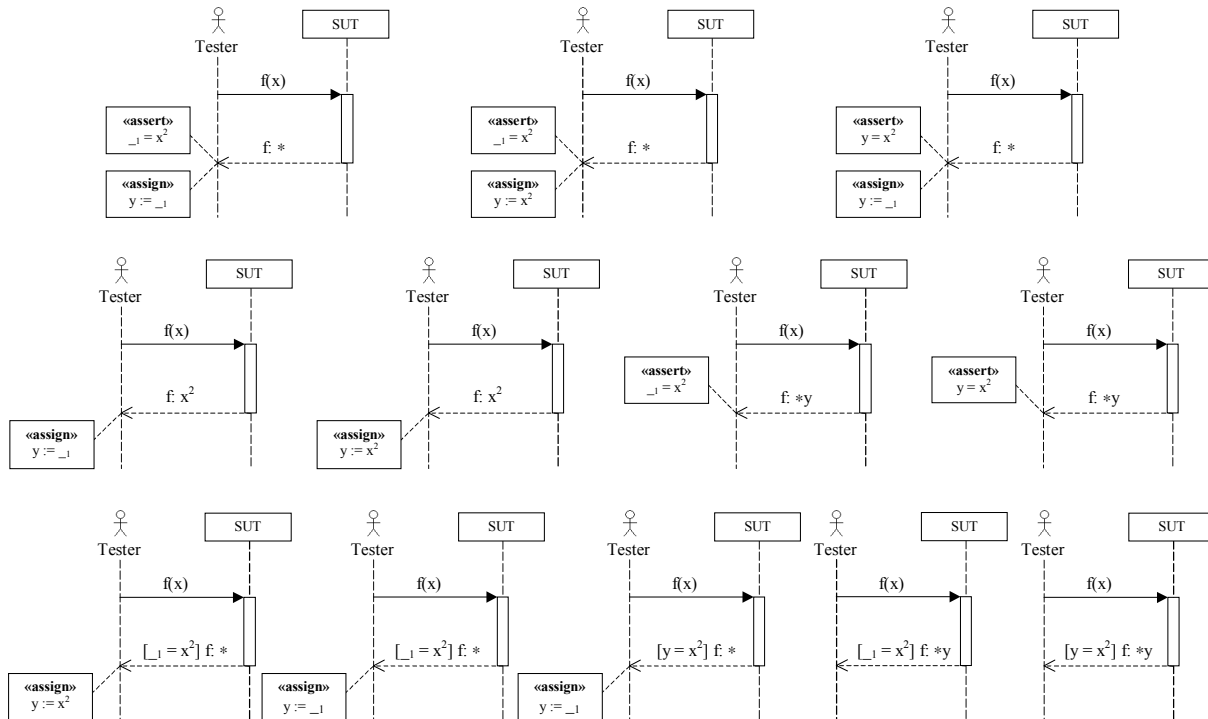 SUT SUT SUT
Tester Tester Tester
f(x) f(x) f(x)
«assert» «assert» «assert»
_₁ = x² _₁ = x² y = x²
f: * f: * f: *
«assign» «assign» «assign»
y := _₁ y := x² y := _₁
SUT SUT SUT SUT
Tester Tester Tester Tester
f(x) f(x) f(x) f(x)
«assert» «assert»
_₁ = x² y = x²
f: x² f: x² f: *y f: *y
«assign» «assign»
y := _₁ y := x²
SUT SUT SUT SUT SUT
Tester Tester Tester Tester Tester
f(x) f(x) f(x) f(x) f(x)
[_₁ = x²] f: * [_₁ = x²] f: * [y = x²] f: * [_₁ = x²] f: *y [y = x²] f: *y
«assign» «assign» «assign»
y := x² y := _₁ y := _₁